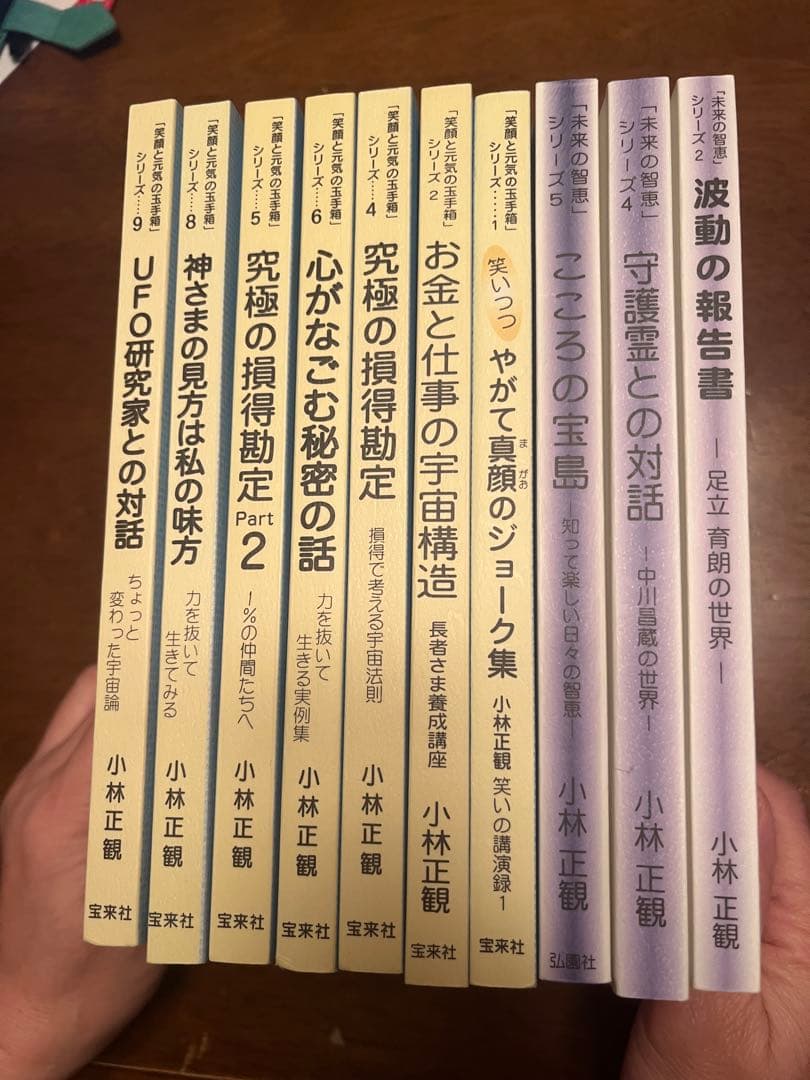 「笑顔と元気の玉手箱」
シリーズ……9
UFO研究家との対話
ちょっと
変わった宇宙論
小林正観
宝来社
「笑顔と元気の玉手箱」
シリーズ……8
神さまの見方は私の味方
力を抜いて
生きてみる
小林正観
宝来社
「笑顔と元気の玉手箱」
シリーズ……5
究極の損得勘定
Part
2
1%の仲間たちへ
小林正観
宝来社
「笑顔と元気の玉手箱」
シリーズ……6
心がなごむ秘密の話
力を抜いて
生きる実例集
小林正観
宝来社
「笑顔と元気の玉手箱」
シリーズ……4
究極の損得勘定
損得で考える宇宙法則
小林正観
宝来社
「笑顔と元気の玉手箱」
シリーズ 2
お金と仕事の宇宙構造
長者さま養成講座
小林正観
宝来社
「笑顔と元気の玉手箱」
シリーズ……1
笑いつつ やがて真顔のジョーク集
まがお
小林正観 笑いの講演録1
宝来社
「未来の智恵」
シリーズ5
こころの宝島
―知って楽しい日々の智恵―
小林正観
弘園社
「未来の智恵」
シリーズ4
守護霊との対話
―中川昌蔵の世界―
小林正観
「未来の智恵」
シリーズ2
波動の報告書
―足立育朗の世界―
小林正観